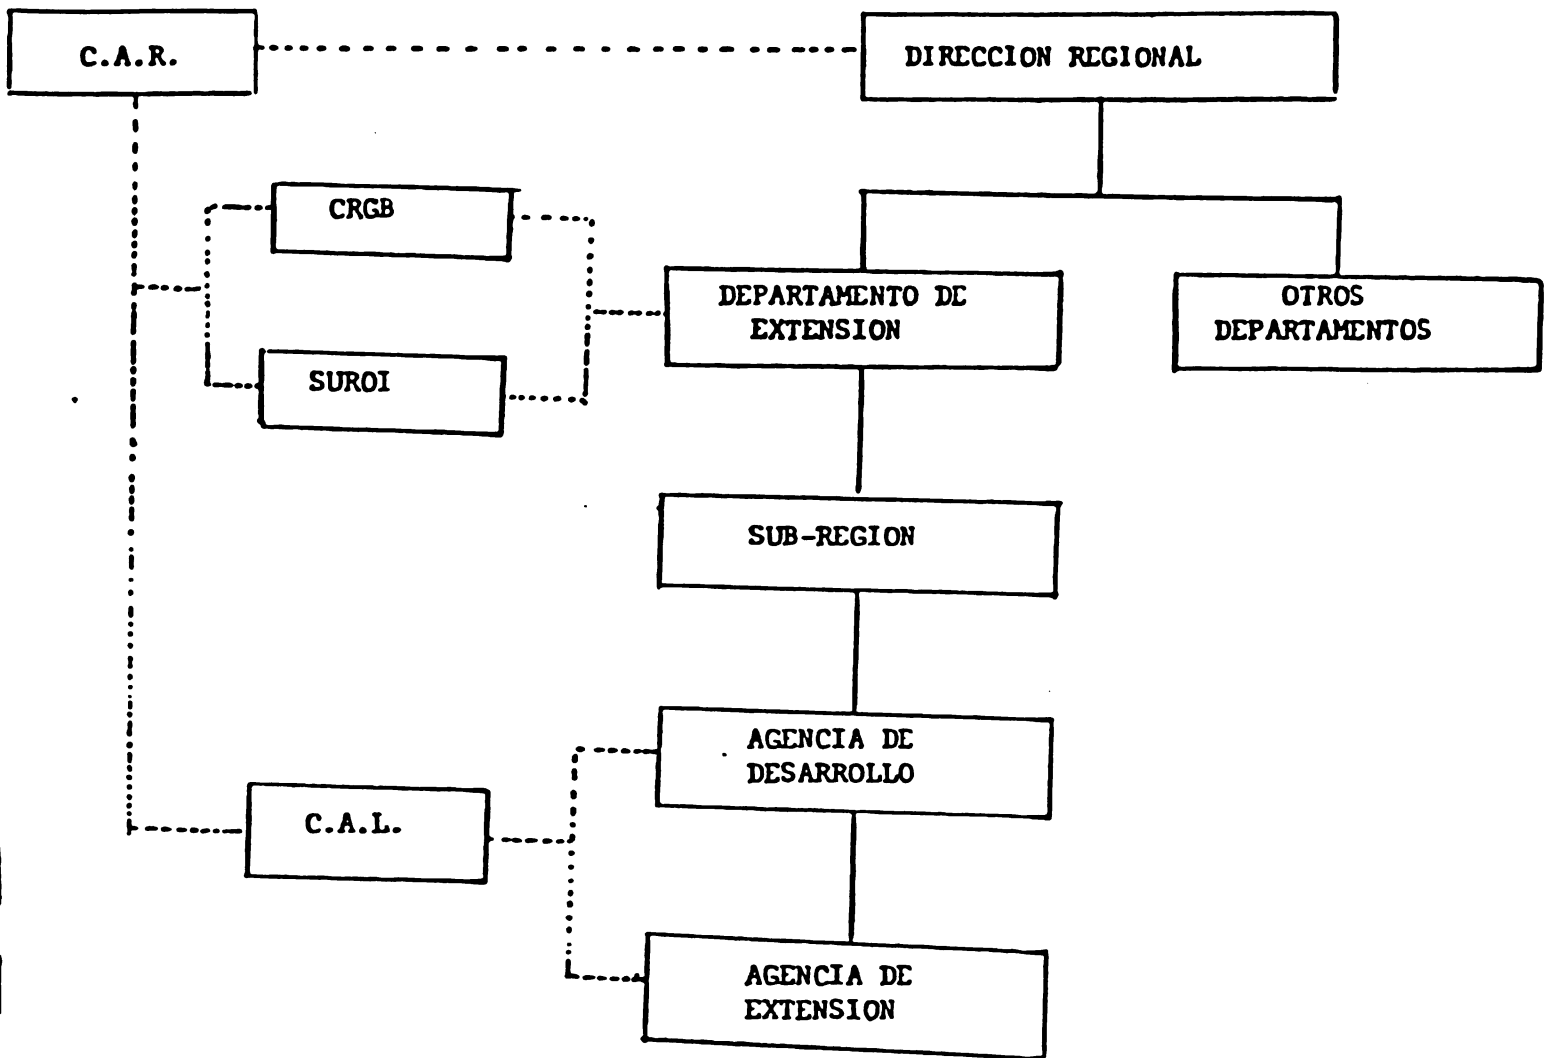 C.A.R.
DIRECCION REGIONAL
CRGB
DEPARTAMENTO DE
EXTENSION
OTROS
DEPARTAMENTOS
SUROI
SUB-REGION
AGENCIA DE
DESARROLLO
C.A.L.
AGENCIA DE
EXTENSION